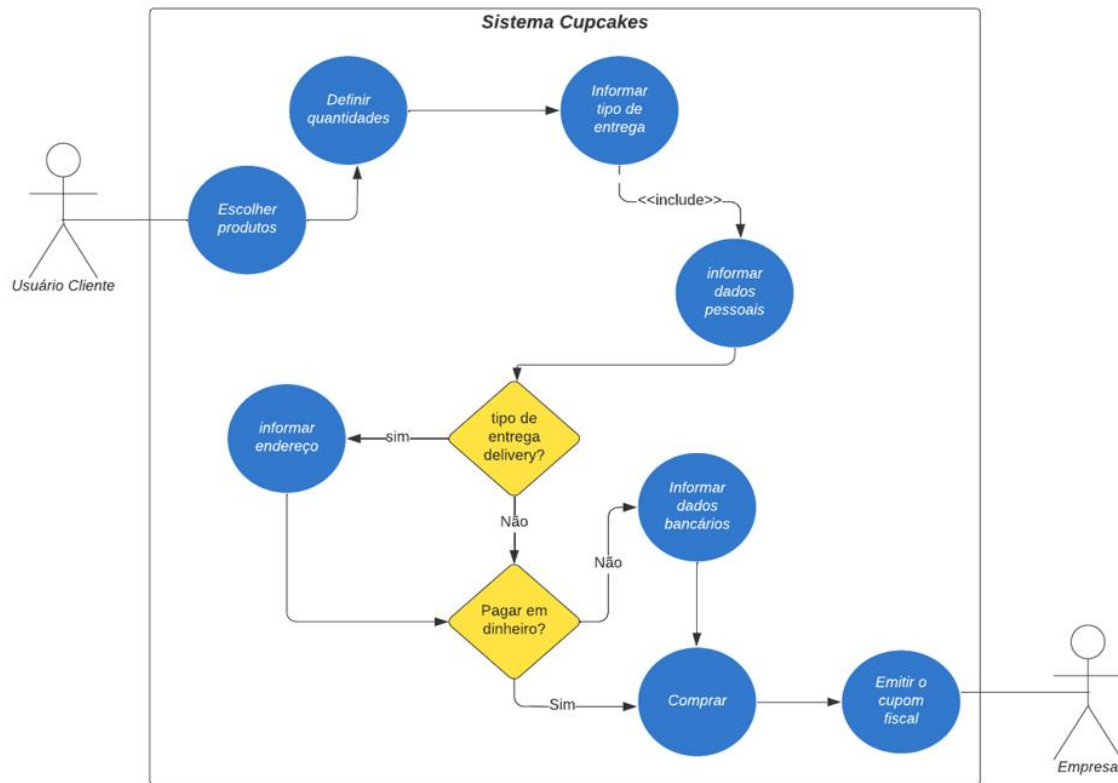 Sistema Cupcakes
Definir
quantidades
Informar
tipo de
entrega
Escolher
produtos
<<include>>
Usuário Cliente
informar
dados
pessoais
informar
endereço
sim
tipo de
entrega
delivery?
Informar
dados
bancários
Não
Não
Pagar em
dinheiro?
Sim
Comprar
Emitir o
cupom
fiscal
Empresa